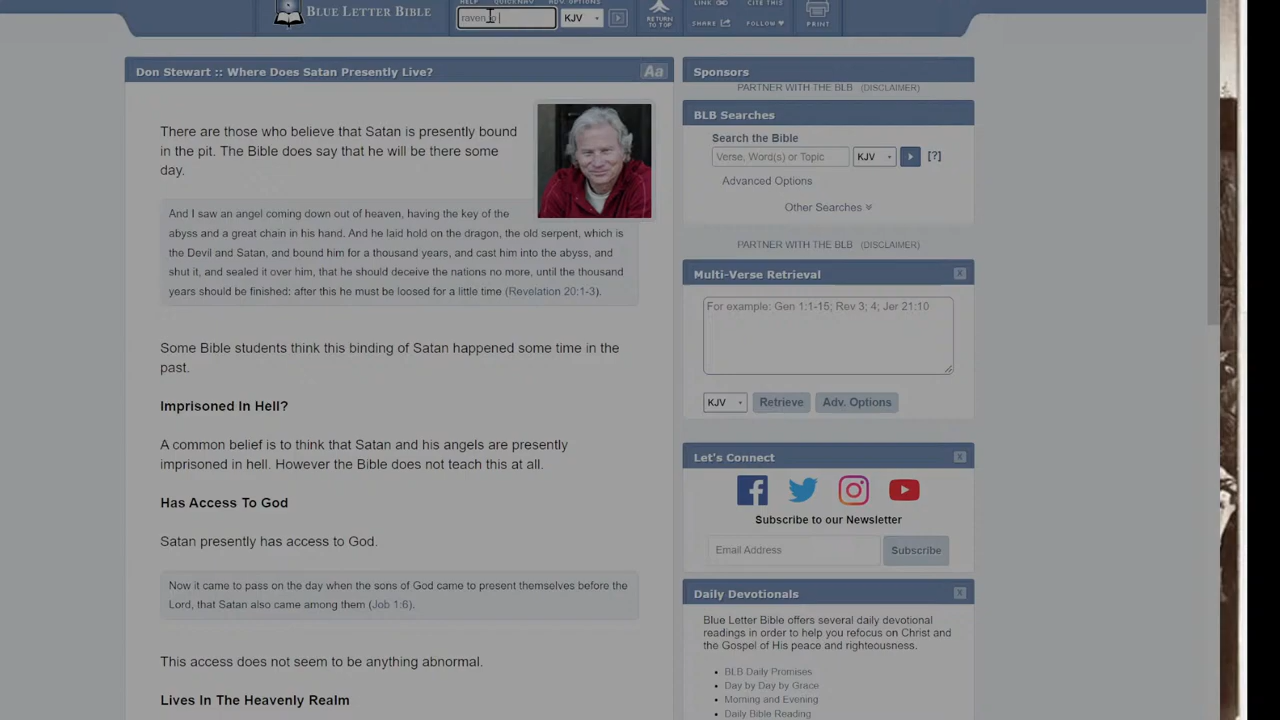 HELP QUICKNAV ADV. OPTIONS
BLUE LETTER BIBLE
raven
KJV
RETURN
TO TOP
LINK
CITE THIS
SHARE
FOLLOW
PRINT
Don Stewart :: Where Does Satan Presently Live?
Aa
There are those who believe that Satan is presently bound
in the pit. The Bible does say that he will be there some
day.
And I saw an angel coming down out of heaven, having the key of the
abyss and a great chain in his hand. And he laid hold on the dragon, the old serpent, which is
the Devil and Satan, and bound him for a thousand years, and cast him into the abyss, and
shut it, and sealed it over him, that he should deceive the nations no more, until the thousand
years should be finished: after this he must be loosed for a little time (Revelation 20:1-3).
Some Bible students think this binding of Satan happened some time in the
past.
Imprisoned In Hell?
A common belief is to think that Satan and his angels are presently
imprisoned in hell. However the Bible does not teach this at all.
Has Access To God
Satan presently has access to God.
Now it came to pass on the day when the sons of God came to present themselves before the
Lord, that Satan also came among them (Job 1:6).
This access does not seem to be anything abnormal.
Lives In The Heavenly Realm
Sponsors
PARTNER WITH THE BLB (DISCLAIMER)
BLB Searches
Search the Bible
Verse, Word(s) or Topic
KJV
[?]
Advanced Options
Other Searches
PARTNER WITH THE BLB (DISCLAIMER)
Multi-Verse Retrieval
x
For example: Gen 1:1-15; Rev 3; 4; Jer 21:10
KJV
Retrieve
Adv. Options
Let's Connect
x
Subscribe to our Newsletter
Email Address
Subscribe
Daily Devotionals
x
Blue Letter Bible offers several daily devotional
readings in order to help you refocus on Christ and
the Gospel of His peace and righteousness.
• BLB Daily Promises
• Day by Day by Grace
• Morning and Evening
• Daily Bible Reading